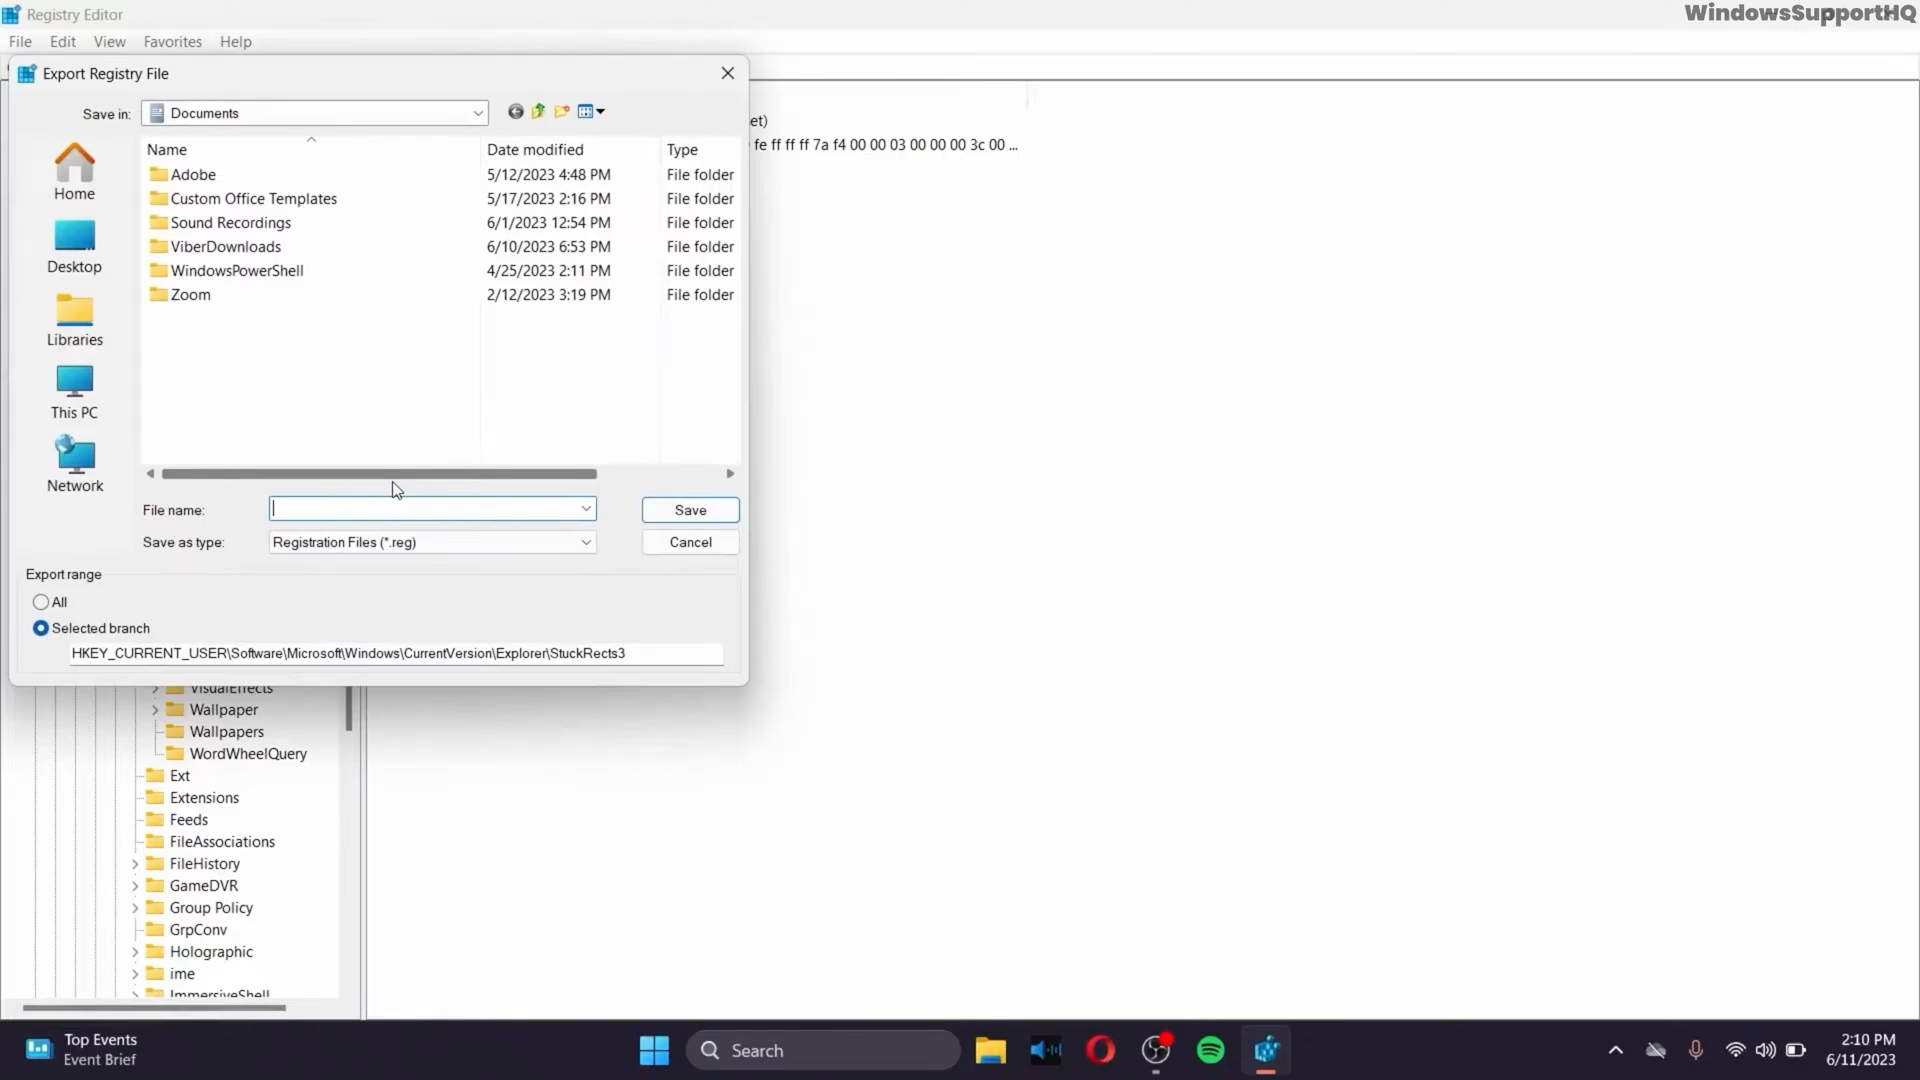 Registry Editor
WindowsSupportHQ
File Edit View Favorites Help
Export Registry File
Save in: Documents
et)
fe ff ff ff 7a f4 00 00 03 00 00 00 3c 00 ...
Name Date modified Type
Adobe 5/12/2023 4:48 PM File folder
Custom Office Templates 5/17/2023 2:16 PM File folder
Sound Recordings 6/1/2023 12:54 PM File folder
ViberDownloads 6/10/2023 6:53 PM File folder
WindowsPowerShell 4/25/2023 2:11 PM File folder
Zoom 2/12/2023 3:19 PM File folder
Home
Desktop
Libraries
This PC
Network
File name: Save
Save as type: Registration Files (*.reg) Cancel
Export range
All
Selected branch
HKEY_CURRENT_USER\Software\Microsoft\Windows\CurrentVersion\Explorer\StuckRects3
VisualEffects
Wallpaper
Wallpapers
WordWheelQuery
Ext
Extensions
Feeds
FileAssociations
FileHistory
GameDVR
Group Policy
GrpConv
Holographic
ime
ImmersiveShell
Top Events
Event Brief
Search
2:10 PM
6/11/2023